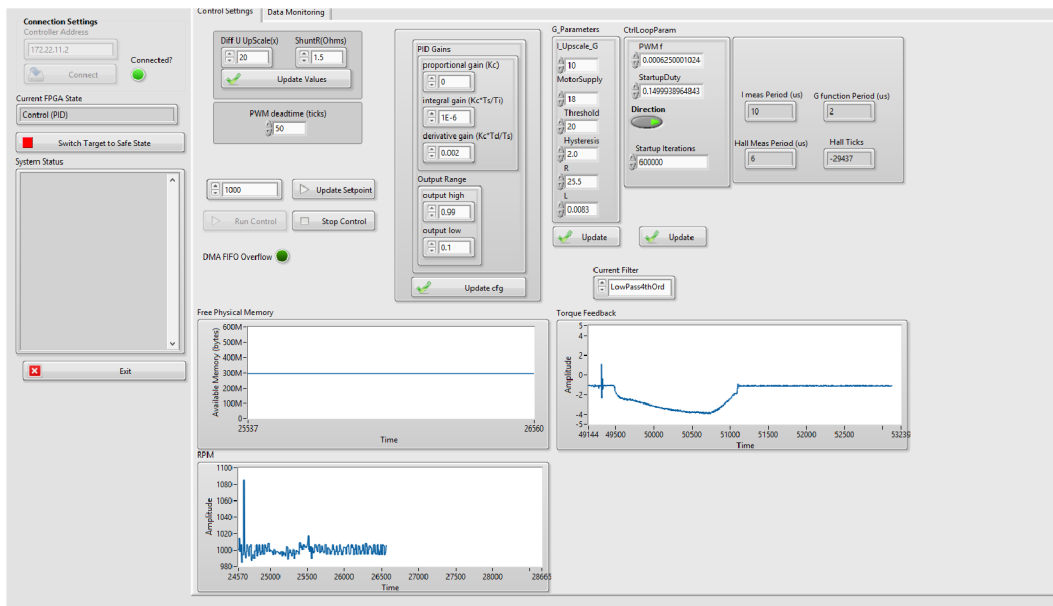 Control Settings
Data Monitoring
Connection Settings
Controller Address
172.22.11.2
Connect
Connected?
Current FPGA State
Control (PID)
Switch Target to Safe State
System Status
Exit
Diff U UpScale(x)
ShuntR(Ohms)
20
1.5
Update Values
PWM deadtime (ticks)
50
1000
Update Setpoint
Run Control
Stop Control
DMA FIFO Overflow
PID Gains
proportional gain (Kc)
0
integral gain (Kc*Ts/Ti)
1E-6
derivative gain (Kc*Td/Ts)
0.002
Output Range
output high
0.99
output low
0.1
Update cfg
G_Parameters
I_Upscale_G
10
MotorSupply
18
Threshold
20
Hysteresis
2.0
R
25.5
L
0.0083
Update
CtrlLoopParam
PWM f
0.0006250001024
StartupDuty
0.1499938964843
Direction
Startup Iterations
600000
Update
I meas Period (us)
G function Period (us)
10
2
Hall Meas Period (us)
Hall Ticks
6
-29437
Current Filter
LowPass4thOrd
Free Physical Memory
Available Memory (bytes)
600M
500M
400M
300M
200M
100M
0
25537
26560
Time
Torque Feedback
Amplitude
5
4
2
0
-2
-4
-5
49144
49500
50000
50500
51000
51500
52000
52500
53239
Time
RPM
Amplitude
1100
1080
1060
1040
1020
1000
980
24570
25000
25500
26000
26500
27000
27500
28000
28665
Time